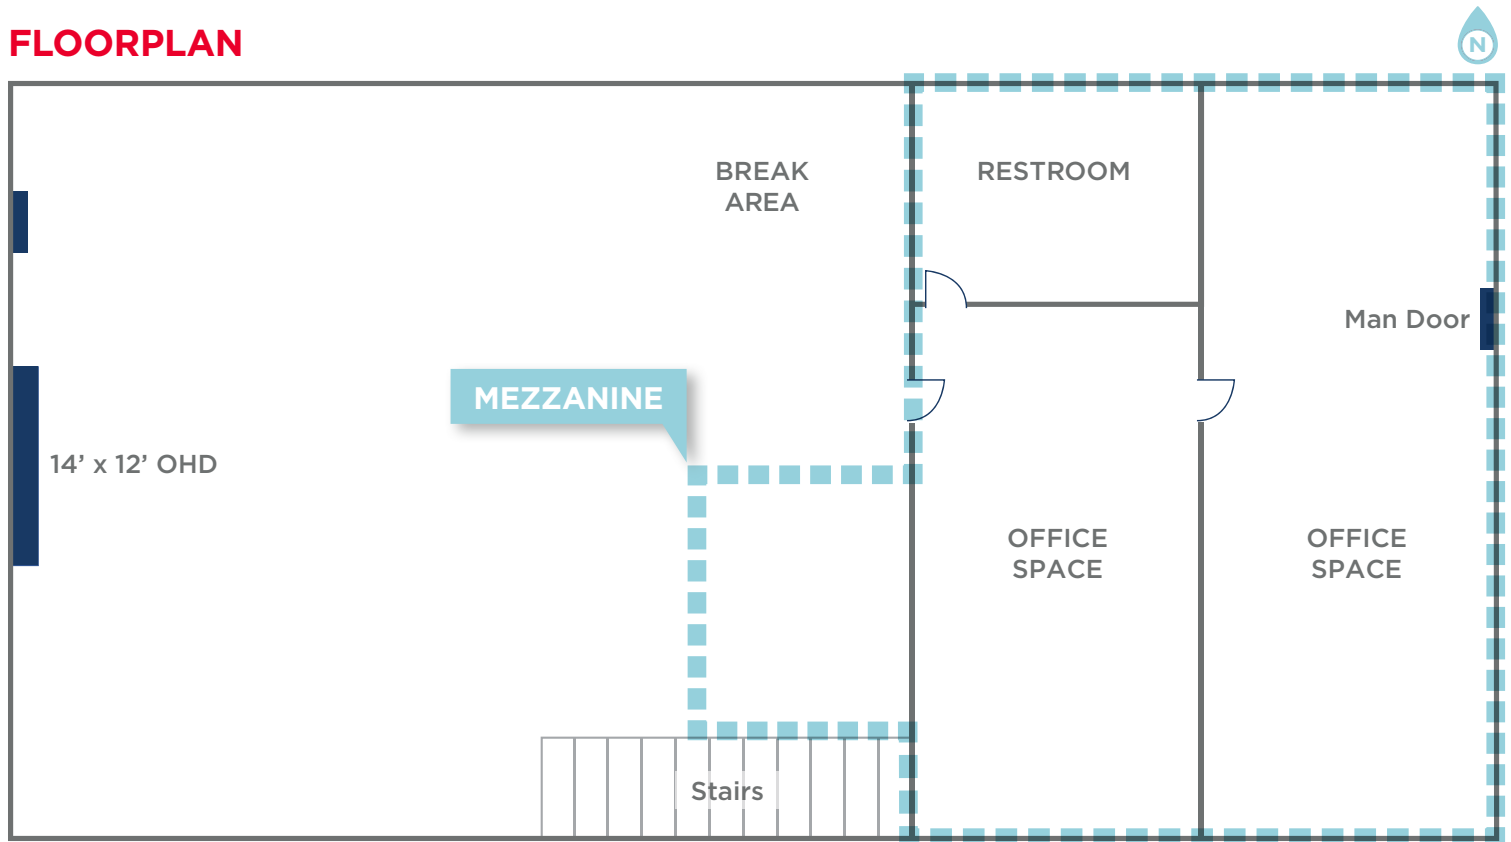 FLOORPLAN
N
BREAK
AREA
RESTROOM
Man Door
MEZZANINE
14’ x 12’ OHD
OFFICE
SPACE
OFFICE
SPACE
Stairs